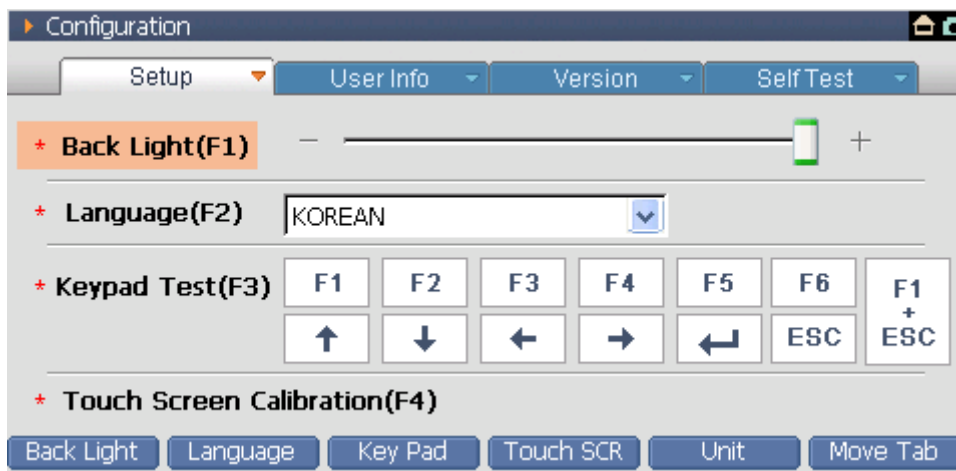 Configuration
Setup User Info Version Self Test
* Back Light(F1) − +
* Language(F2) KOREAN
* Keypad Test(F3) F1 F2 F3 F4 F5 F6 F1 + ESC
↑ ↓ ← → ↵ ESC
* Touch Screen Calibration(F4)
Back Light Language Key Pad Touch SCR Unit Move Tab